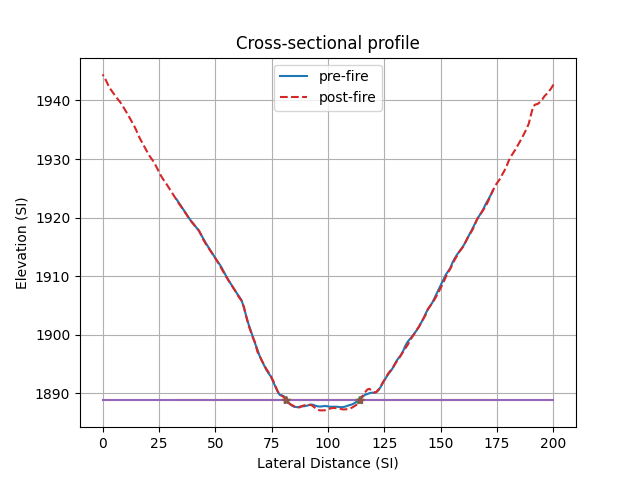 Cross-sectional profile
pre-fire
post-fire
Elevation (SI)
1940
1930
1920
1910
1900
1890
0 25 50 75 100 125 150 175 200
Lateral Distance (SI)